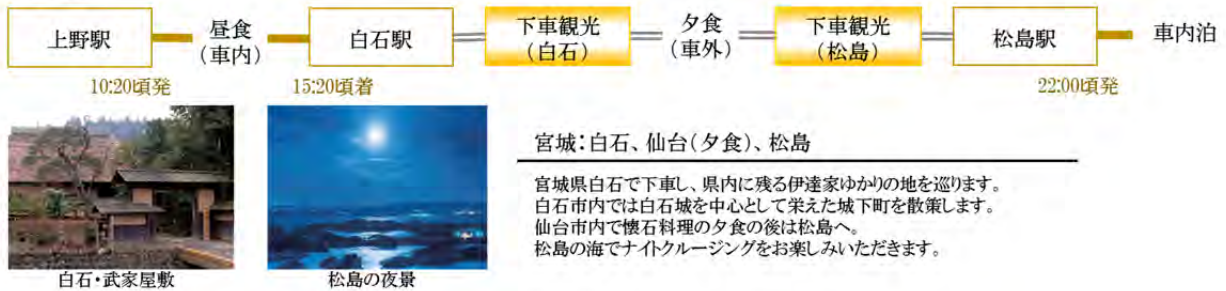 上野駅
昼食
(車内)
白石駅
下車観光
(白石)
夕食
(車外)
下車観光
(松島)
松島駅
車内泊
10:20頃発
15:20頃着
22:00頃発
宮城:白石、仙台(夕食)、松島
宮城県白石で下車し、県内に残る伊達家ゆかりの地を巡ります。
白石市内では白石城を中心として栄えた城下町を散策します。
仙台市内で懐石料理の夕食の後は松島へ。
松島の海でナイトクルージングをお楽しみいただきます。
白石・武家屋敷
松島の夜景